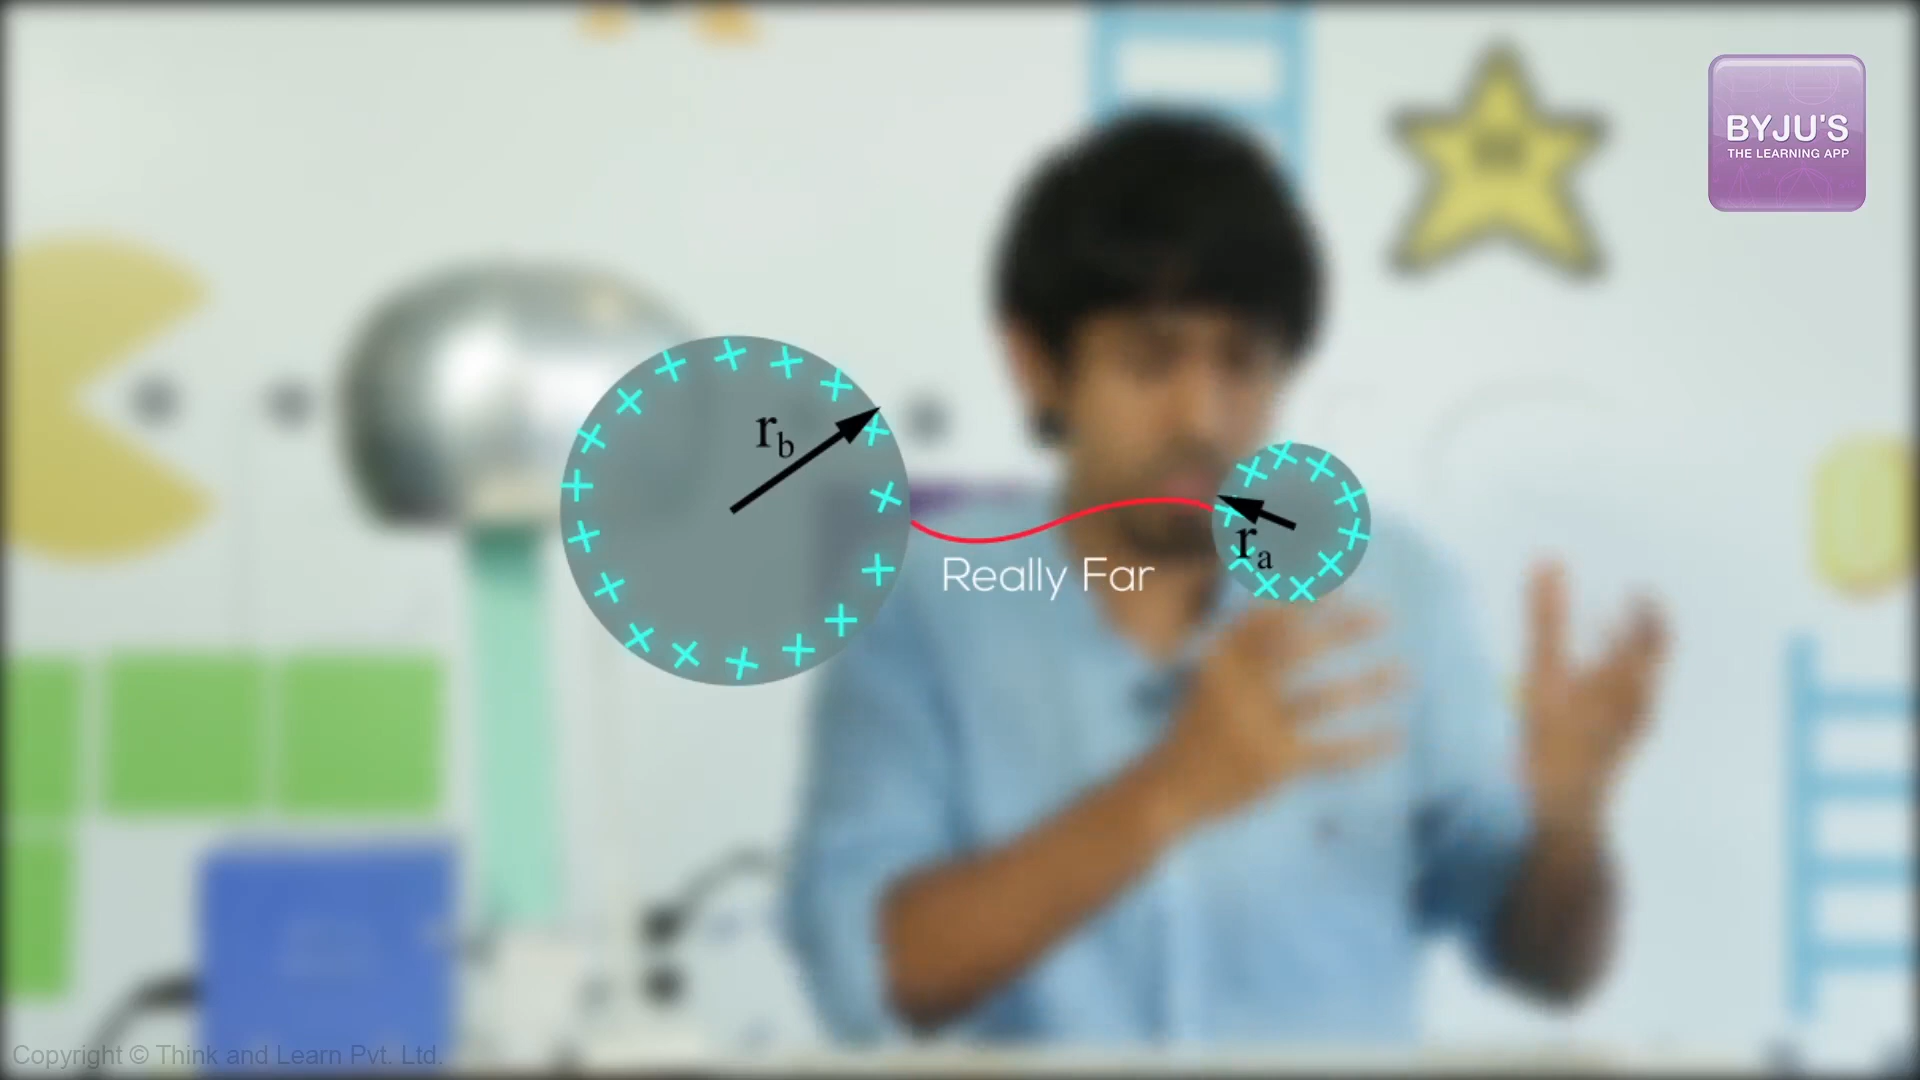 BYJU'S
THE LEARNING APP
r_b
r_a
Really Far
Copyright © Think and Learn Pvt. Ltd.